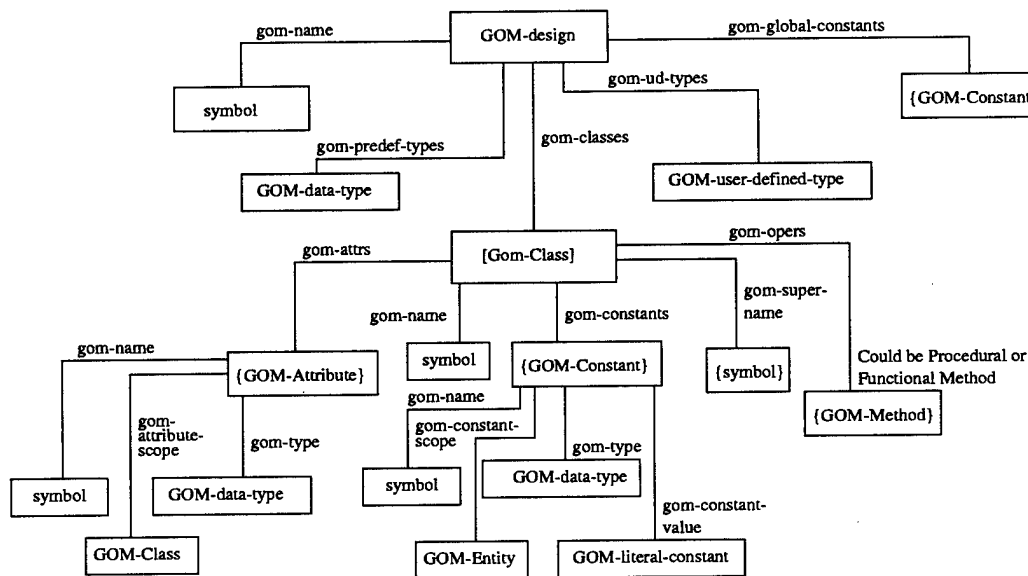 gom-name
GOM-design
gom-global-constants
symbol
gom-ud-types
{GOM-Constant
gom-predef-types
gom-classes
GOM-data-type
GOM-user-defined-type
gom-attrs
[Gom-Class]
gom-opers
gom-name
gom-constants
gom-super-
name
gom-name
{GOM-Attribute}
symbol
{GOM-Constant}
{symbol}
Could be Procedural or
Functional Method
{GOM-Method}
gom-
attribute-
scope
gom-type
gom-name
gom-constant-
scope
gom-type
symbol
GOM-data-type
symbol
GOM-data-type
gom-constant-
value
GOM-Class
GOM-Entity
GOM-literal-constant